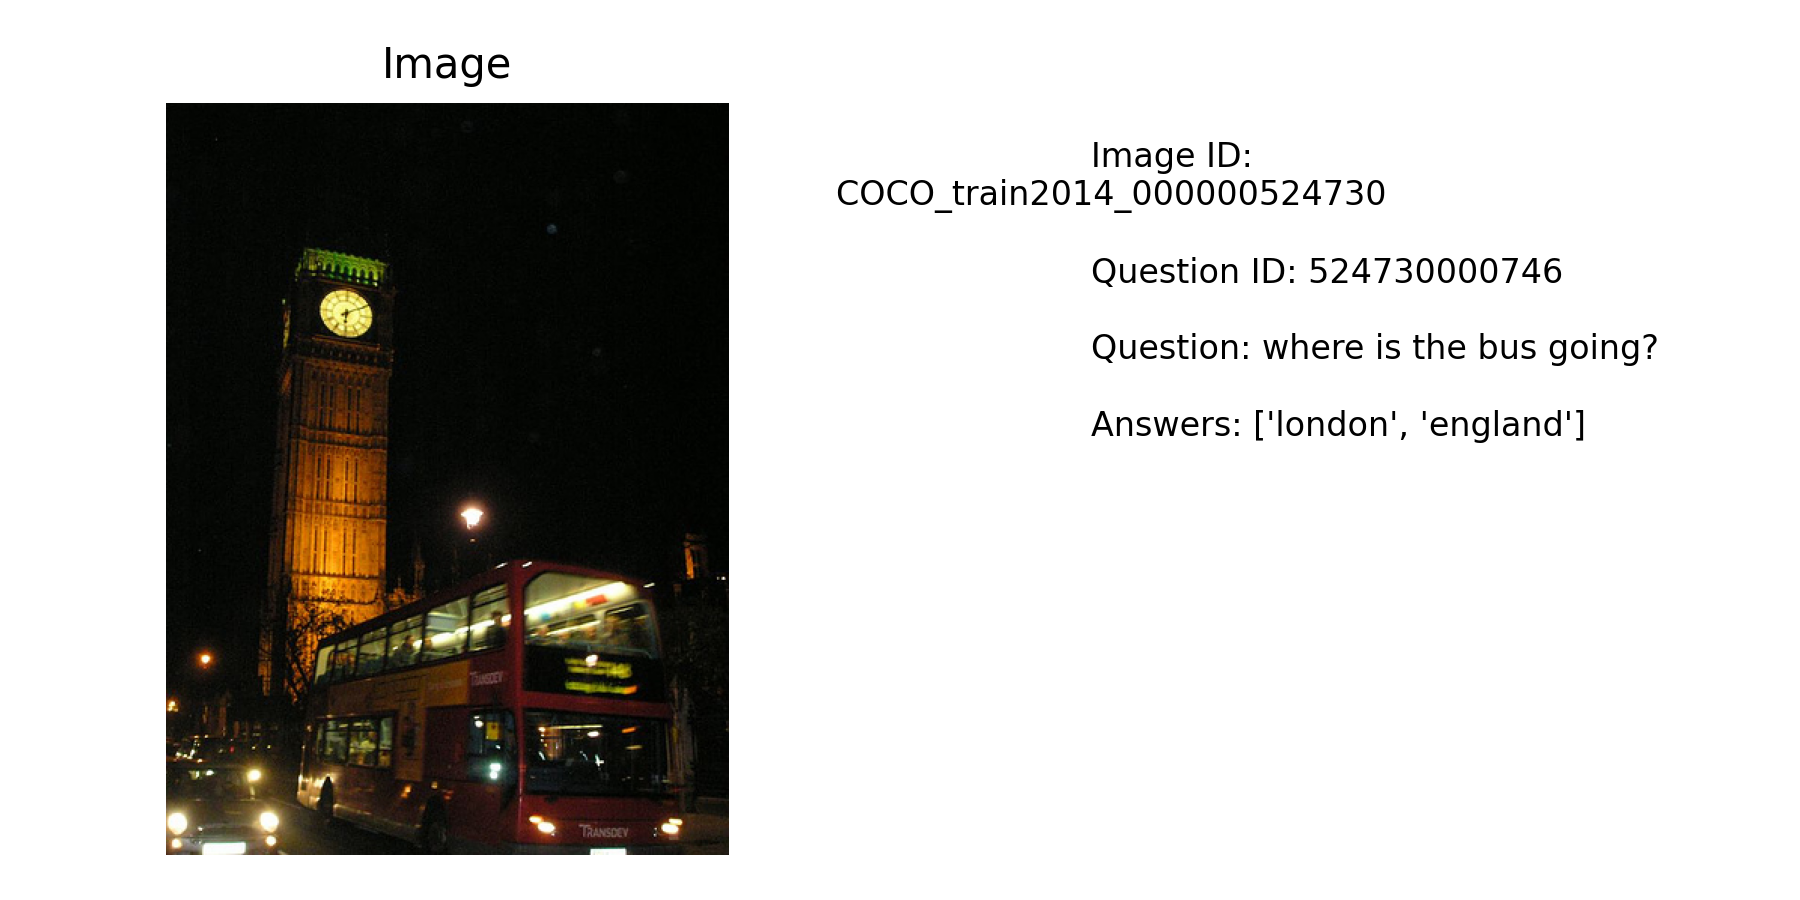 Image
Image ID:
COCO_train2014_000000524730
Question ID: 524730000746
Question: where is the bus going?
Answers: ['london', 'england']
TRANSDEV
TRANSDEV